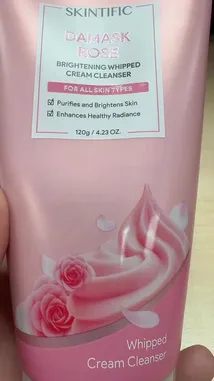 SKINTIFIC
DAMASK
ROSE
BRIGHTENING WHIPPED
CREAM CLEANSER
FOR ALL SKIN TYPES
Purifies and Brightens Skin
Enhances Healthy Radiance
120g / 4.23 OZ.
Whipped
Cream Cleanser